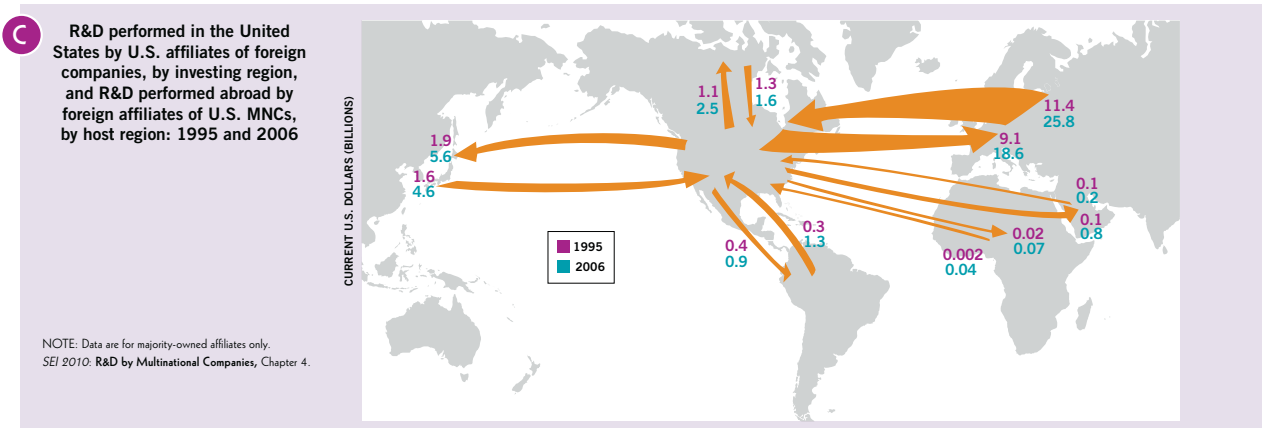 C
R&D performed in the United
States by U.S. affiliates of foreign
companies, by investing region,
and R&D performed abroad by
foreign affiliates of U.S. MNCs,
by host region: 1995 and 2006
NOTE: Data are for majority-owned affiliates only.
SEI 2010: R&D by Multinational Companies, Chapter 4.
CURRENT U.S. DOLLARS (BILLIONS)
1.1
2.5
1.3
1.6
11.4
25.8
9.1
18.6
1.9
5.6
1.6
4.6
0.1
0.2
0.1
0.8
0.02
0.07
0.002
0.04
0.3
1.3
0.4
0.9
1995
2006